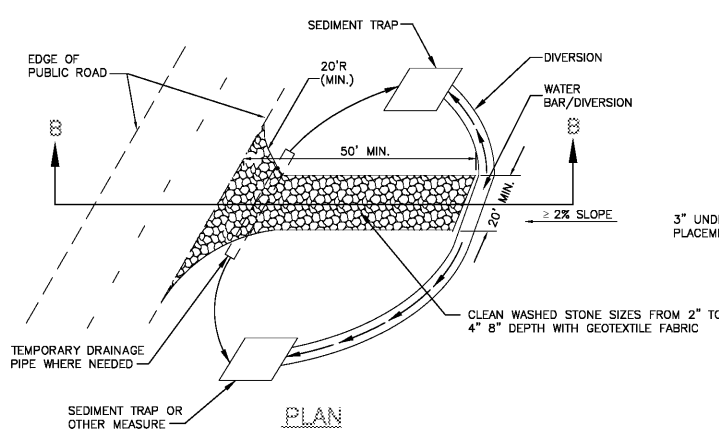 SEDIMENT TRAP
EDGE OF
PUBLIC ROAD
20'R
(MIN.)
DIVERSION
WATER
BAR/DIVERSION
B
B
50' MIN.
20' MIN.
≥ 2% SLOPE
3" UND
PLACEM
CLEAN WASHED STONE SIZES FROM 2" TO
4" 8" DEPTH WITH GEOTEXTILE FABRIC
TEMPORARY DRAINAGE
PIPE WHERE NEEDED
SEDIMENT TRAP OR
OTHER MEASURE
PLAN